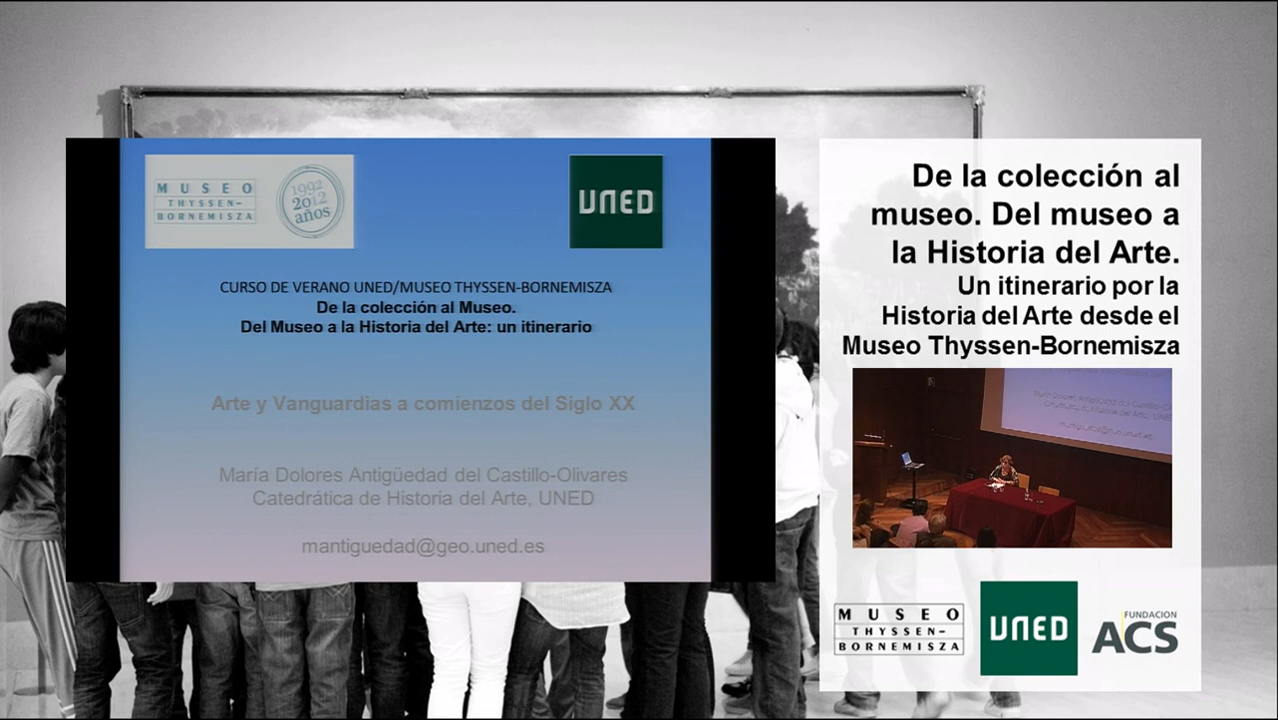 MUSEO
THYSSEN-
BORNEMISZA
1992
2012
años
UNED
CURSO DE VERANO UNED/MUSEO THYSSEN-BORNEMISZA
De la colección al Museo.
Del Museo a la Historia del Arte: un itinerario
Arte y Vanguardias a comienzos del Siglo XX
María Dolores Antigüedad del Castillo-Olivares
Catedrática de Historia del Arte, UNED
mantiguedad@geo.uned.es
De la colección al
museo. Del museo a
la Historia del Arte.
Un itinerario por la
Historia del Arte desde el
Museo Thyssen-Bornemisza
MUSEO
THYSSEN-
BORNEMISZA
UNED
FUNDACIÓN
ACS